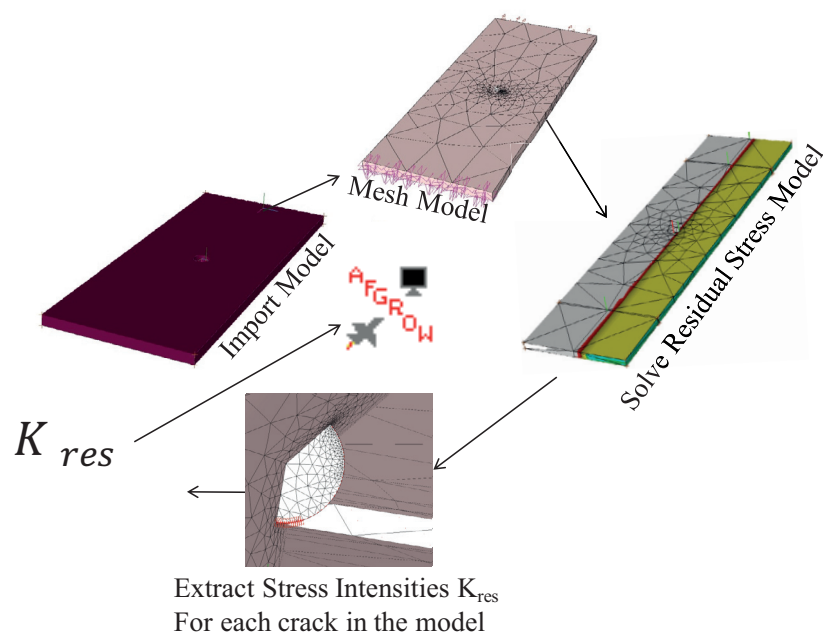 Mesh Model
Import Model
Solve Residual Stress Model
AFGROW
K res
Extract Stress Intensities Kres
For each crack in the model